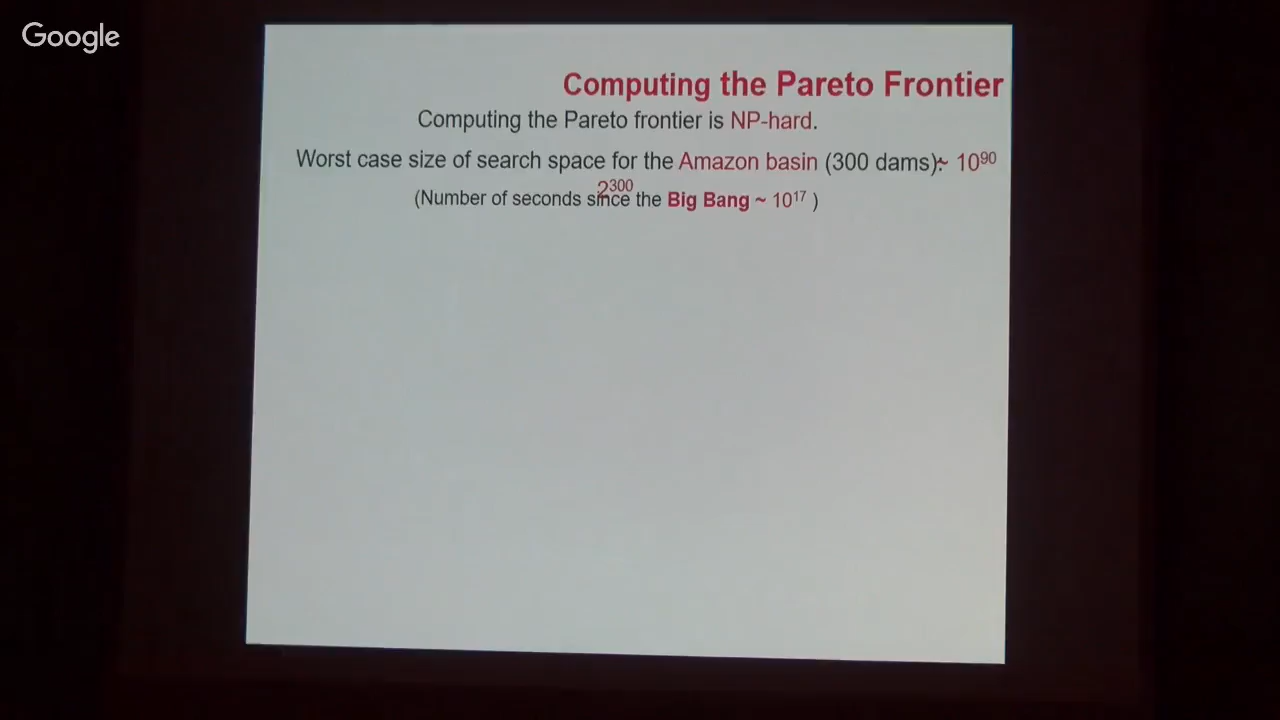 Google
Computing the Pareto Frontier
Computing the Pareto frontier is NP-hard.
Worst case size of search space for the Amazon basin (300 dams):~ 10⁹⁰
2³⁰⁰
(Number of seconds since the Big Bang ~ 10¹⁷ )